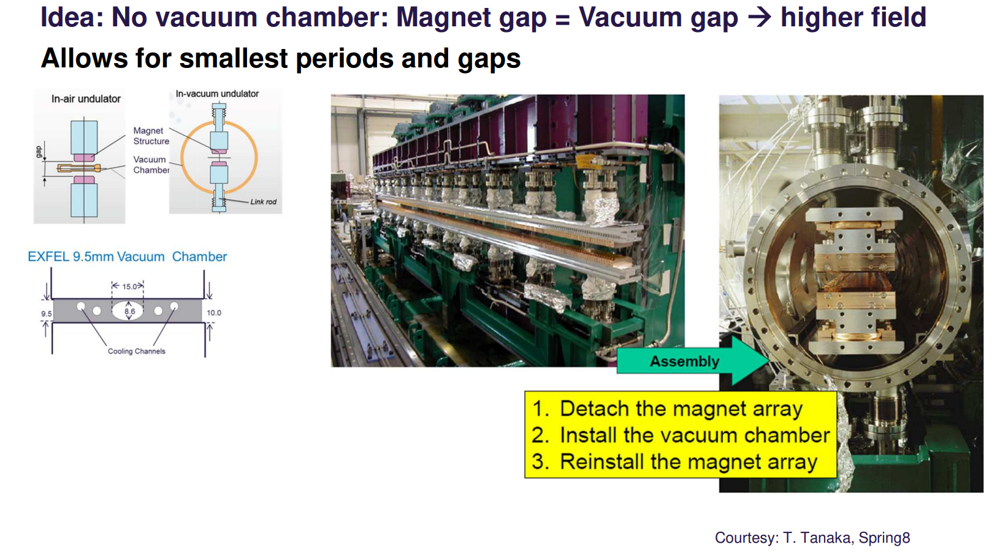 Idea: No vacuum chamber: Magnet gap = Vacuum gap → higher field
Allows for smallest periods and gaps
In-air undulator
In-vacuum undulator
gap
Magnet
Structure
Vacuum
Chamber
Link rod
EXFEL 9.5mm Vacuum Chamber
15.0
9.5
8.6
10.0
Cooling Channels
Assembly
1. Detach the magnet array
2. Install the vacuum chamber
3. Reinstall the magnet array
Courtesy: T. Tanaka, Spring8